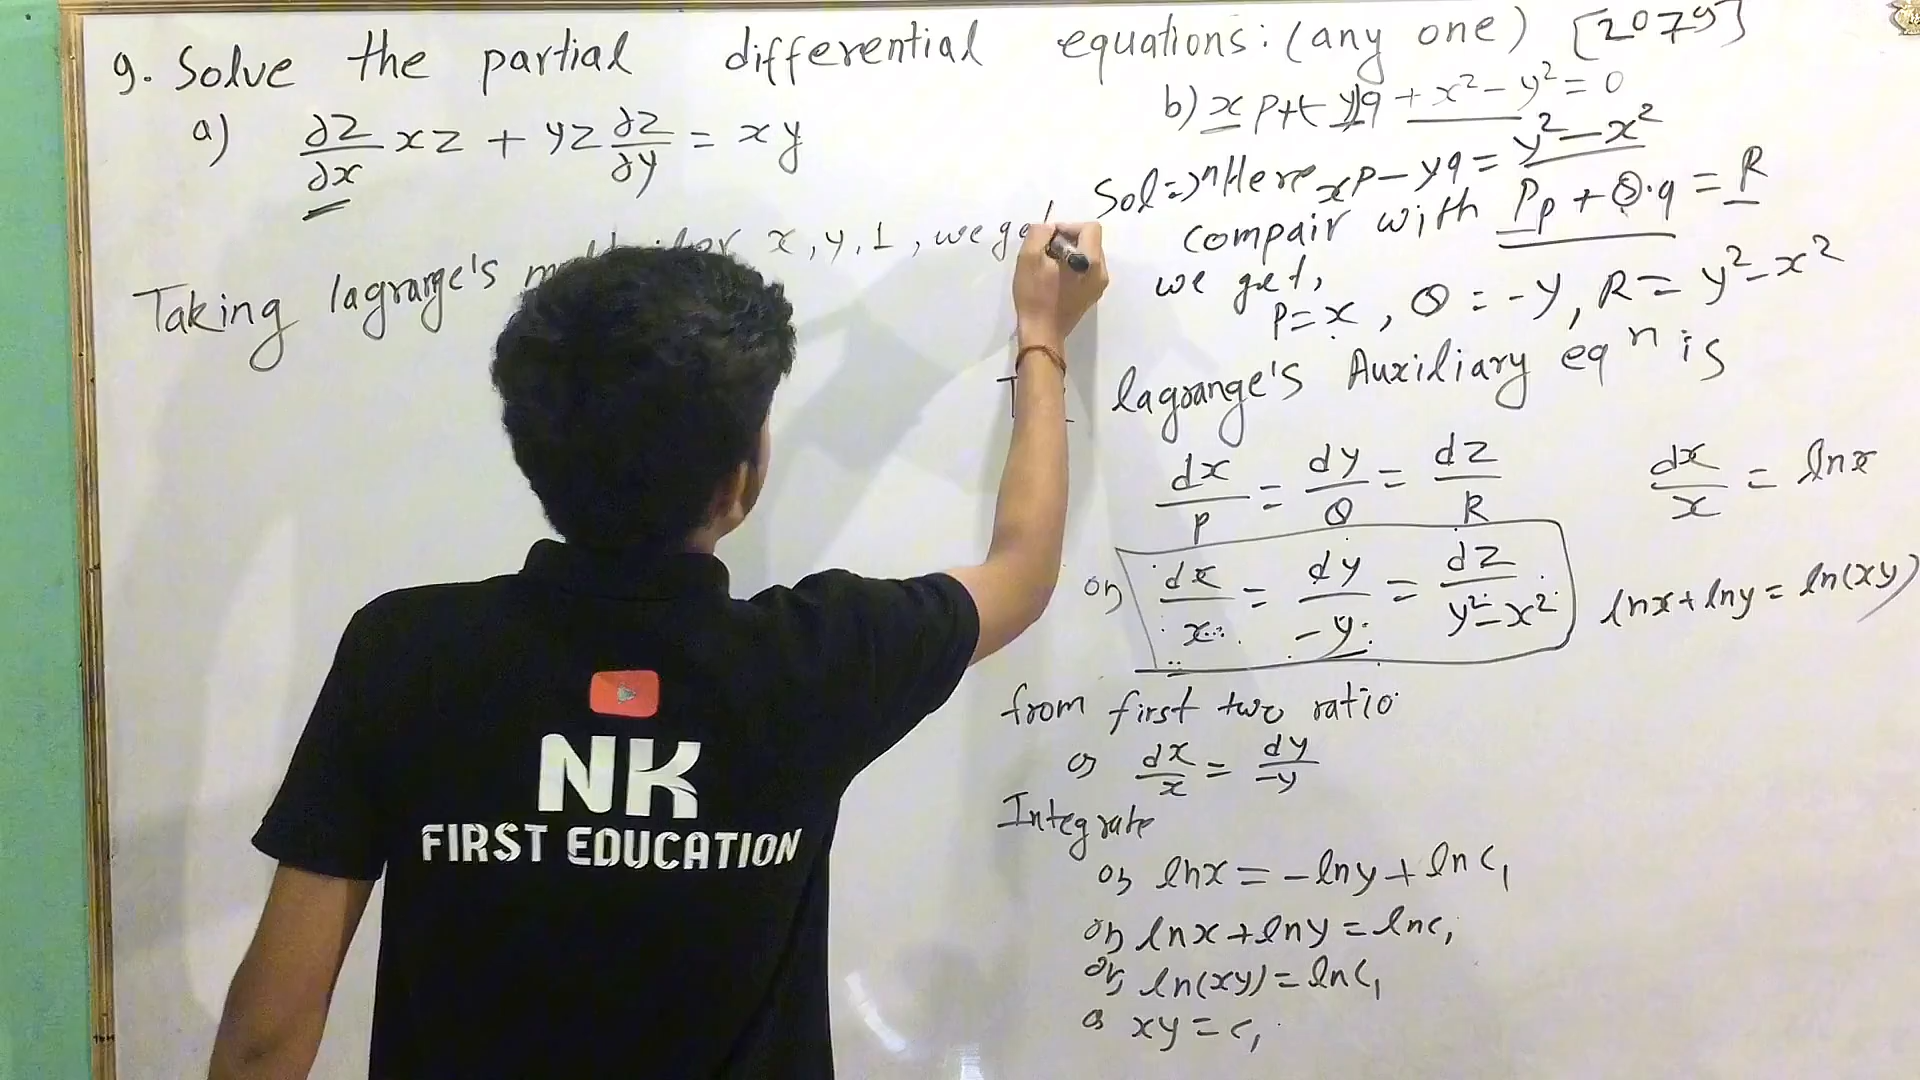 9. Solve the partial differential equations: (any one) [2079]
a) ∂z/∂x xz + yz ∂z/∂y = xy
Taking lagrange's x, y, 1, we get
b) x p - yq + x² - y² = 0
Solⁿ Here xp - yq = y² - x²
compair with Pp + Q·q = R
we get,
P = x, Q = -y, R = y² - x²
lagrange's Auxiliary eqⁿ is
dx/P = dy/Q = dz/R
dx/x = lnx
or, dx/x = dy/-y = dz/y²-x²
lnx + lny = ln(xy)
from first two ratio
or dx/x = dy/-y
Integrate
or, lnx = -lny + ln c₁
or, lnx + lny = lnc₁
or, ln(xy) = lnc₁
or xy = c₁
NK
FIRST EDUCATION